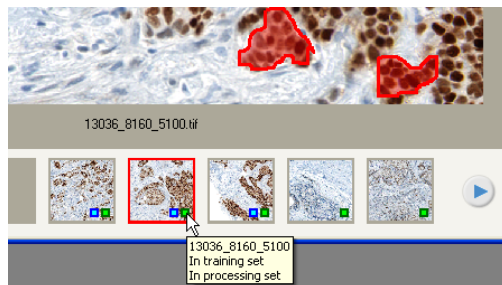 13036_8160_5100.tif
13036_8160_5100
In training set
In processing set